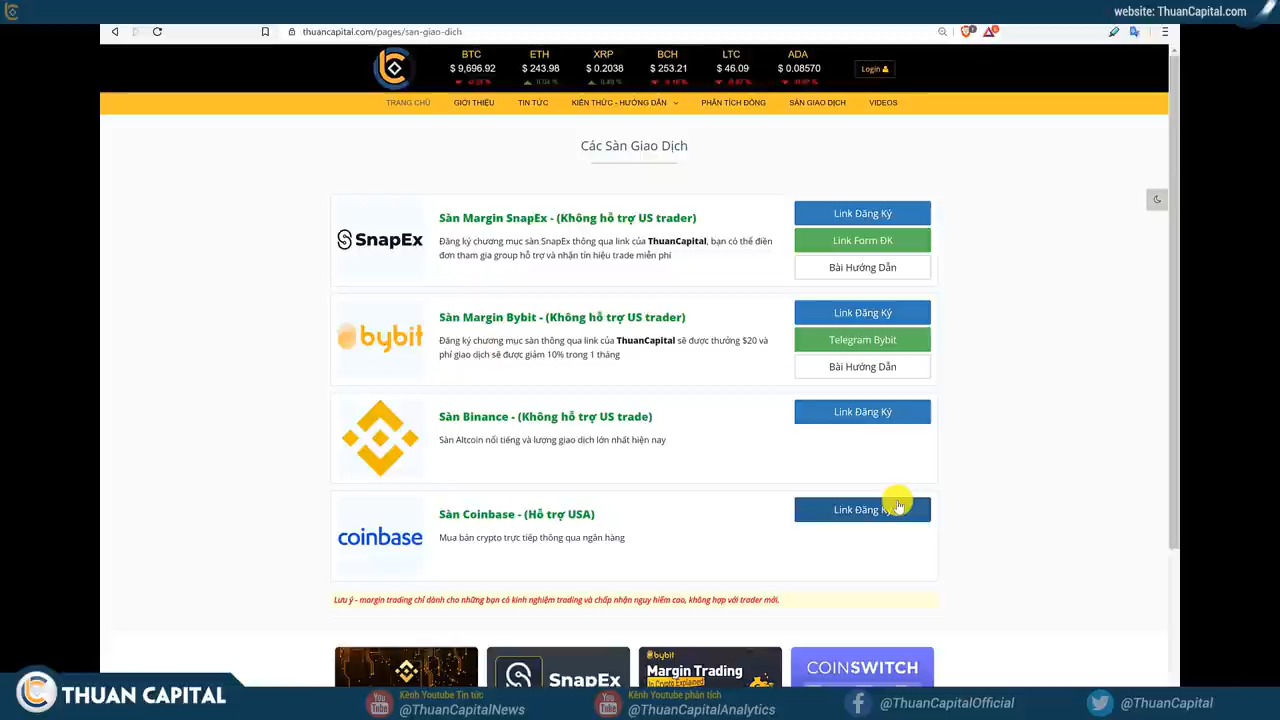 website: ThuanCapital.com
thuancapital.com/pages/san-giao-dich
BTC ETH XRP BCH LTC ADA
$ 9,696.92 $ 243.98 $ 0.2038 $ 253.21 $ 46.09 $ 0.08570
Login
TRANG CHỦ GIỚI THIỆU TIN TỨC KIẾN THỨC - HƯỚNG DẪN PHÂN TÍCH ĐỒNG SÀN GIAO DỊCH VIDEOS
Các Sàn Giao Dịch
SnapEx
Sàn Margin SnapEx - (Không hỗ trợ US trader)
Đăng ký chương mục sàn SnapEx thông qua link của ThuanCapital, bạn có thể điền
đơn tham gia group hỗ trợ và nhận tín hiệu trade miễn phí
Link Đăng Ký
Link Form ĐK
Bài Hướng Dẫn
bybit
Sàn Margin Bybit - (Không hỗ trợ US trader)
Đăng ký chương mục sàn thông qua link của ThuanCapital sẽ được thưởng $20 và
phí giao dịch sẽ được giảm 10% trong 1 tháng
Link Đăng Ký
Telegram Bybit
Bài Hướng Dẫn
Sàn Binance - (Không hỗ trợ US trade)
Sàn Altcoin nổi tiếng và lượng giao dịch lớn nhất hiện nay
Link Đăng Ký
coinbase
Sàn Coinbase - (Hỗ trợ USA)
Mua bán crypto trực tiếp thông qua ngân hàng
Link Đăng Ký
Lưu ý - margin trading chỉ dành cho những bạn có kinh nghiệm trading và chấp nhận nguy hiểm cao, không hợp với trader mới.
SnapEx
bybit
Margin Trading
In Crypto Explained
COINSWITCH
THUAN CAPITAL
Kênh Youtube Tin tức:
@ThuanCapitalNews
Kênh Youtube phân tích
@ThuanCapitalAnalytics
@ThuanCapitalOfficial
@ThuanCapital